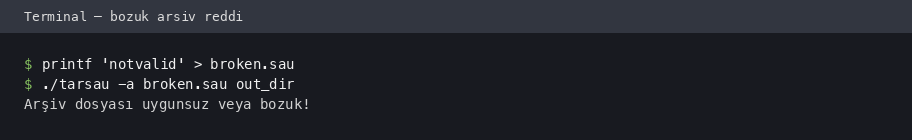 Terminal — bozuk arsiv reddi
$ printf 'notvalid' > broken.sau
$ ./tarsau —a broken.sau out_dir
Arşiv dosyası uygunsuz veya bozuk!